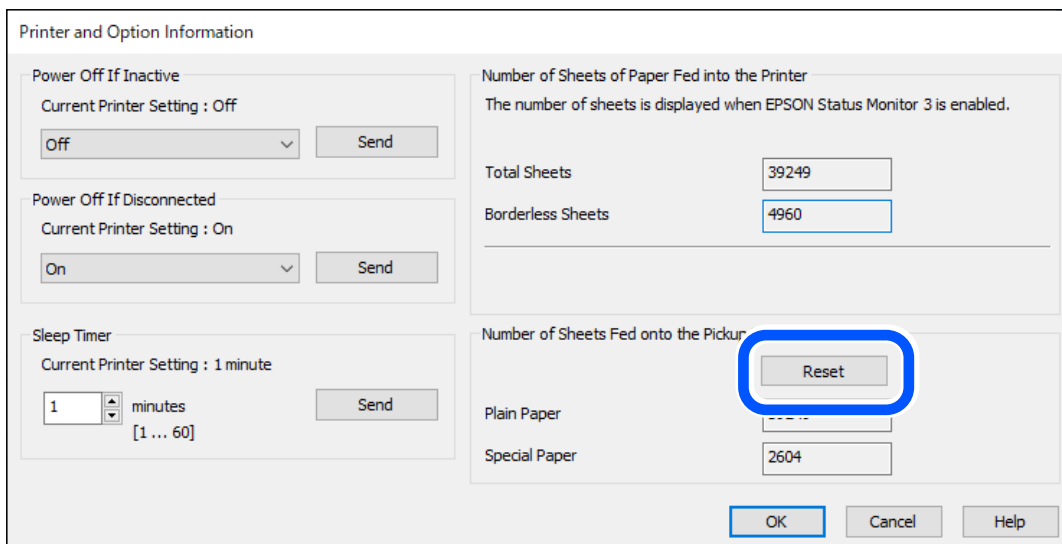 Printer and Option Information
Power Off If Inactive
Current Printer Setting : Off
Off
Send
Power Off If Disconnected
Current Printer Setting : On
On
Send
Sleep Timer
Current Printer Setting : 1 minute
1
minutes
Send
[1 ... 60]
Number of Sheets of Paper Fed into the Printer
The number of sheets is displayed when EPSON Status Monitor 3 is enabled.
Total Sheets
39249
Borderless Sheets
4960
Number of Sheets Fed onto the Pickup
Reset
Plain Paper
Special Paper
2604
OK
Cancel
Help